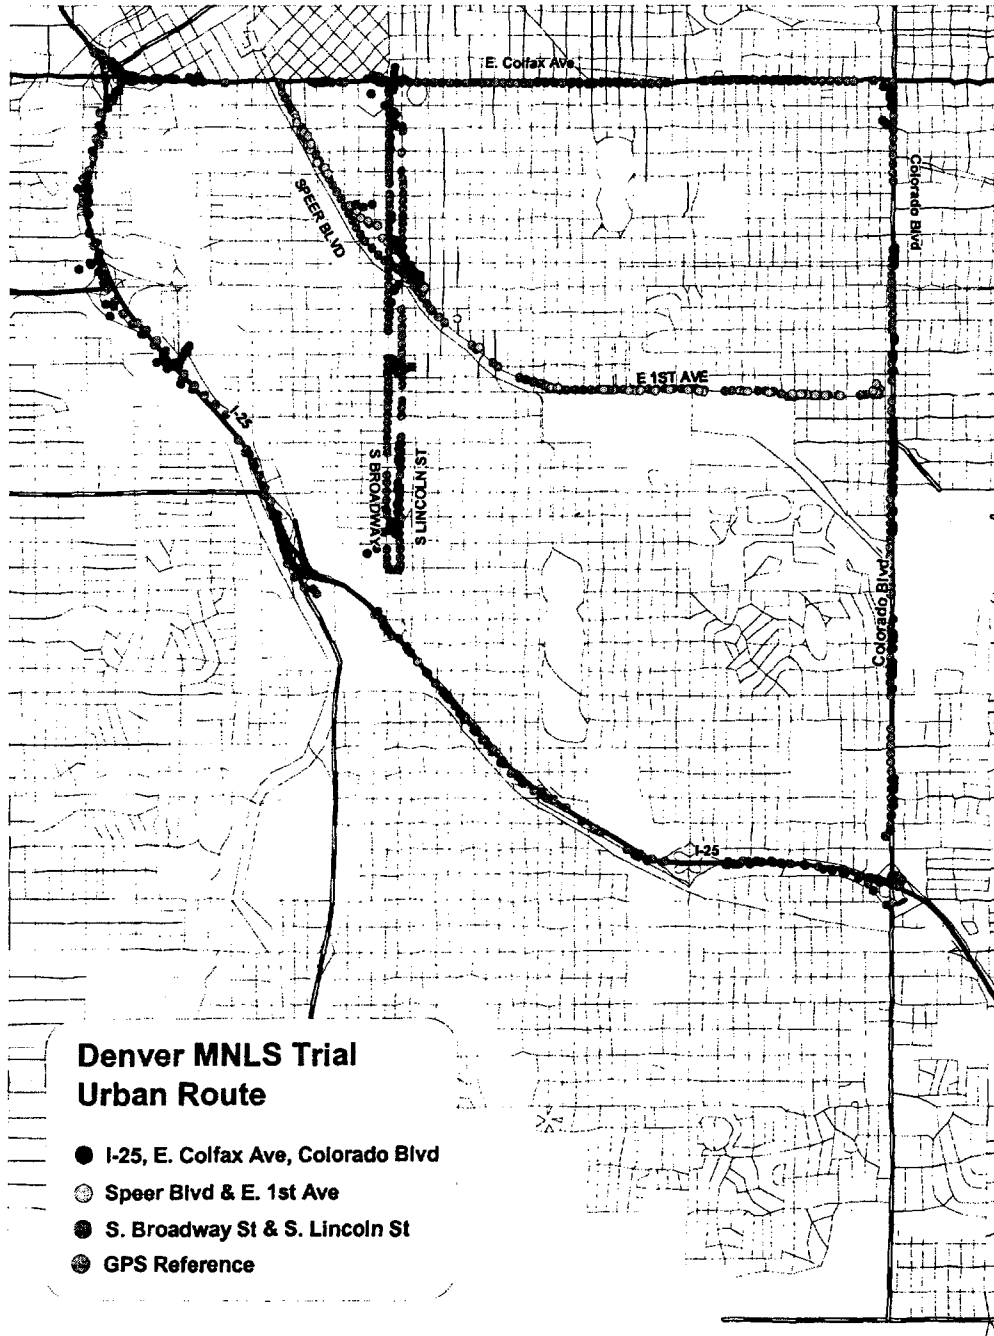 E. Colfax Ave
SPEER BLVD
Colorado Blvd
E 1ST AVE
I-25
S BROADWAY
S LINCOLN ST
Colorado Blvd
I-25
Denver MNLS Trial
Urban Route
I-25, E. Colfax Ave, Colorado Blvd
Speer Blvd & E. 1st Ave
S. Broadway St & S. Lincoln St
GPS Reference